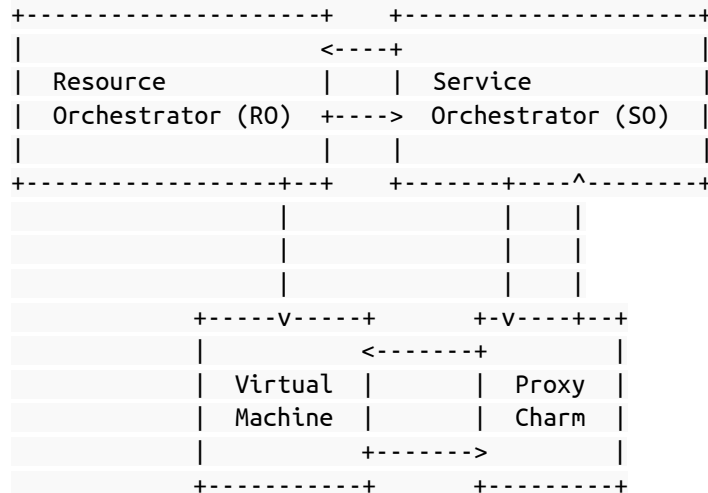 Resource Service
Orchestrator (RO) Orchestrator (SO)
Virtual Proxy
Machine Charm